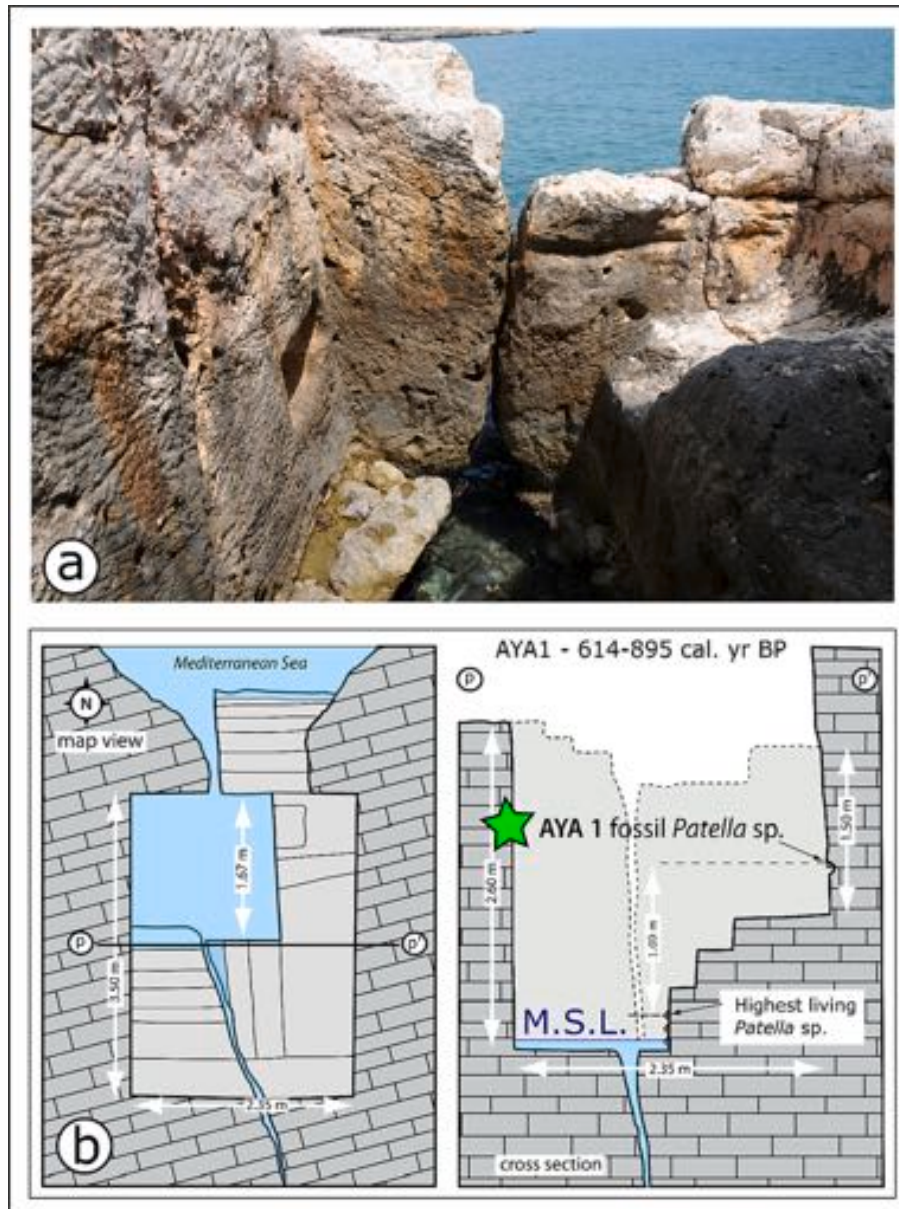 a
Mediterranean Sea
N
map view
1.67 m
P
p'
3.50 m
2.35 m
b
AYA1 - 614-895 cal. yr BP
P
p'
2.60 m
AYA 1 fossil Patella sp.
1.50 m
1.09 m
M.S.L.
Highest living
Patella sp.
2.35 m
cross section